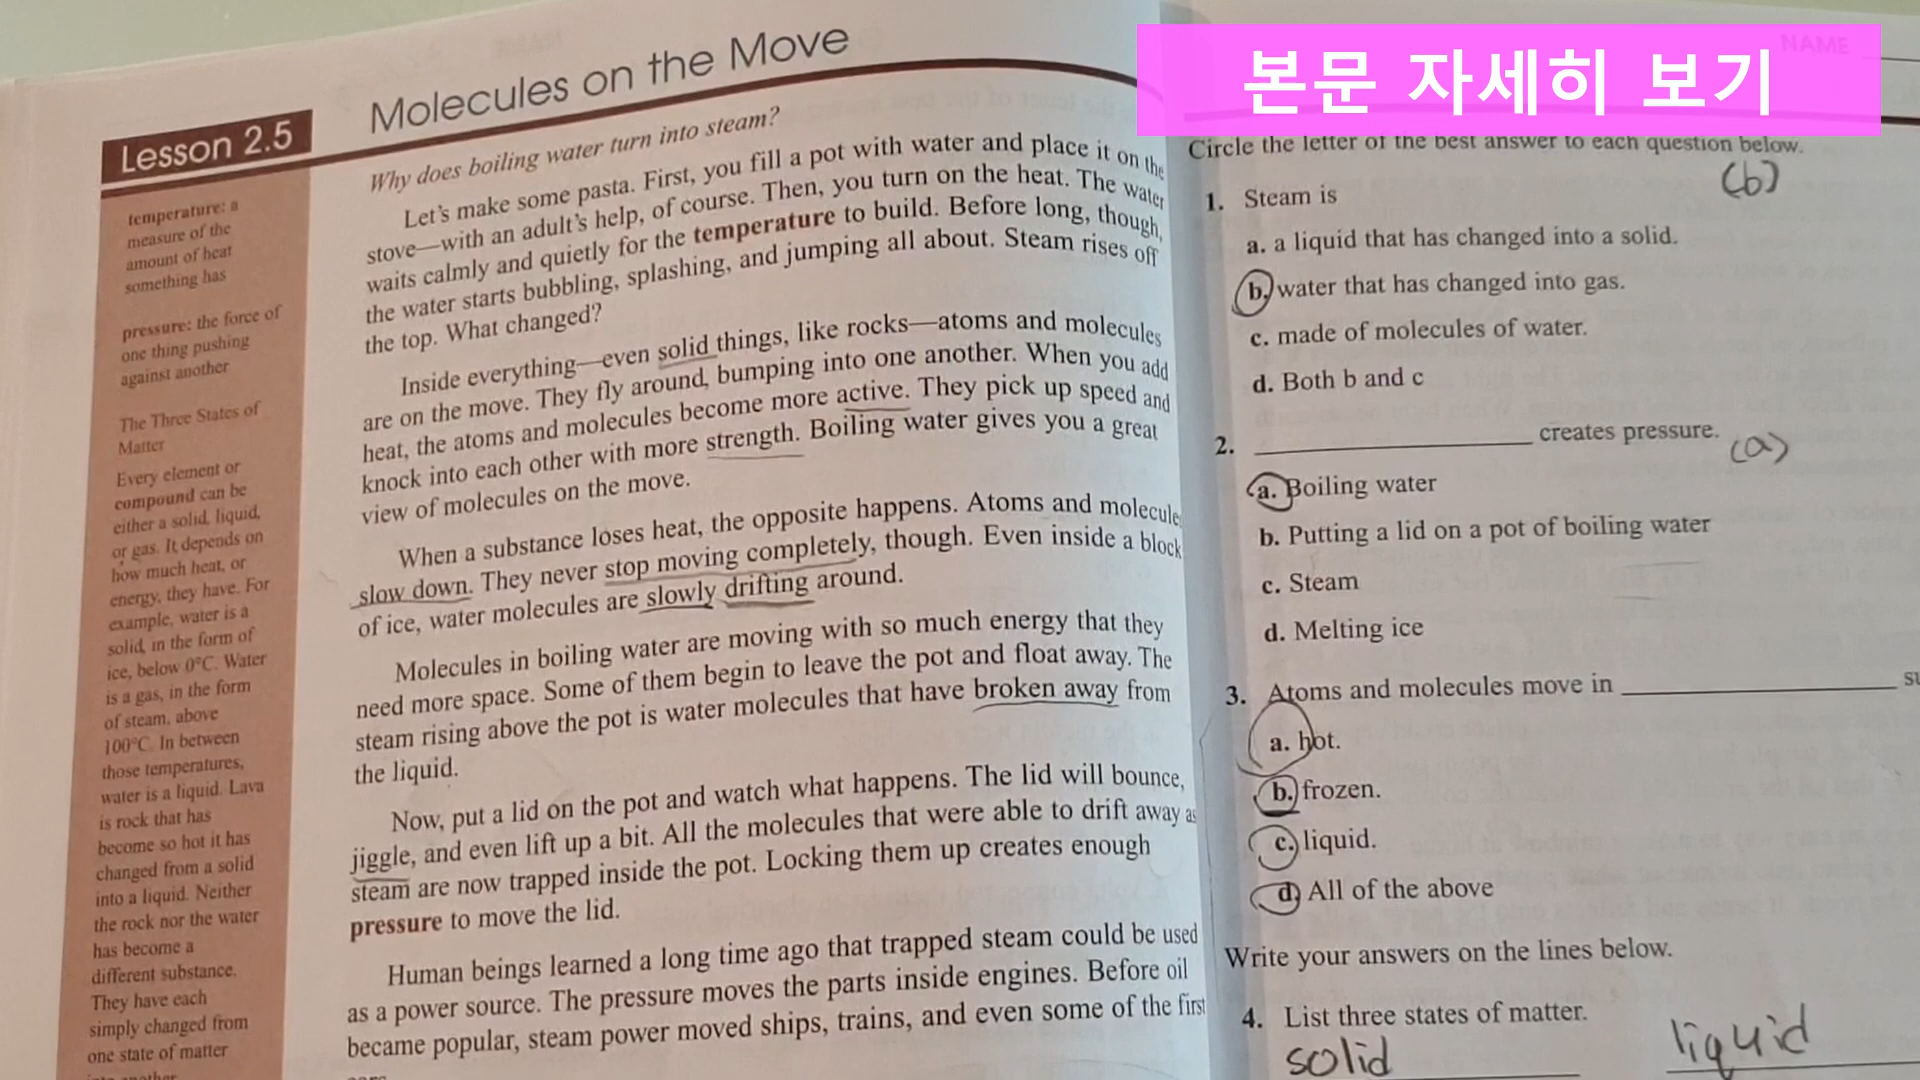 본문 자세히 보기
NAME
Lesson 2.5
Molecules on the Move
temperature: a
measure of the
amount of heat
something has
pressure: the force of
one thing pushing
against another
The Three States of
Matter
Every element or
compound can be
either a solid, liquid,
or gas. It depends on
how much heat, or
energy, they have. For
example, water is a
solid, in the form of
ice, below 0°C. Water
is a gas, in the form
of steam, above
100°C. In between
those temperatures,
water is a liquid. Lava
is rock that has
become so hot it has
changed from a solid
into a liquid. Neither
the rock nor the water
has become a
different substance.
They have each
simply changed from
one state of matter
Why does boiling water turn into steam?
Let's make some pasta. First, you fill a pot with water and place it on the
stove—with an adult's help, of course. Then, you turn on the heat. The water
waits calmly and quietly for the temperature to build. Before long, though,
the water starts bubbling, splashing, and jumping all about. Steam rises off
the top. What changed?
Inside everything—even solid things, like rocks—atoms and molecules
are on the move. They fly around, bumping into one another. When you add
heat, the atoms and molecules become more active. They pick up speed and
knock into each other with more strength. Boiling water gives you a great
view of molecules on the move.
When a substance loses heat, the opposite happens. Atoms and molecule
slow down. They never stop moving completely, though. Even inside a block
of ice, water molecules are slowly drifting around.
Molecules in boiling water are moving with so much energy that they
need more space. Some of them begin to leave the pot and float away. The
steam rising above the pot is water molecules that have broken away from
the liquid.
Now, put a lid on the pot and watch what happens. The lid will bounce,
jiggle, and even lift up a bit. All the molecules that were able to drift away as
steam are now trapped inside the pot. Locking them up creates enough
pressure to move the lid.
Human beings learned a long time ago that trapped steam could be used
as a power source. The pressure moves the parts inside engines. Before oil
became popular, steam power moved ships, trains, and even some of the first
Circle the letter of the best answer to each question below.
(b)
1. Steam is
a. a liquid that has changed into a solid.
b. water that has changed into gas.
c. made of molecules of water.
d. Both b and c
2. ____________ creates pressure.
(a)
a. Boiling water
b. Putting a lid on a pot of boiling water
c. Steam
d. Melting ice
3. Atoms and molecules move in ____________
a. hot.
b. frozen.
c. liquid.
d. All of the above
Write your answers on the lines below.
4. List three states of matter.
solid liquid